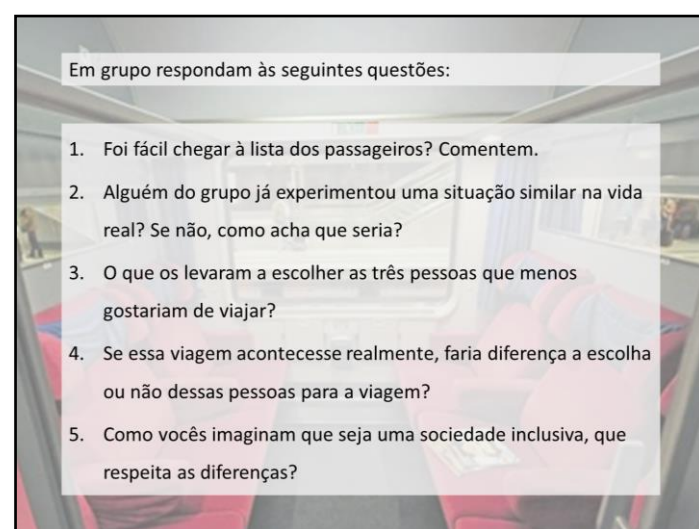 Em grupo respondam às seguintes questões:
1. Foi fácil chegar à lista dos passageiros? Comentem.
2. Alguém do grupo já experimentou uma situação similar na vida
real? Se não, como acha que seria?
3. O que os levaram a escolher as três pessoas que menos
gostariam de viajar?
4. Se essa viagem acontecesse realmente, faria diferença a escolha
ou não dessas pessoas para a viagem?
5. Como vocês imaginam que seja uma sociedade inclusiva, que
respeita as diferenças?